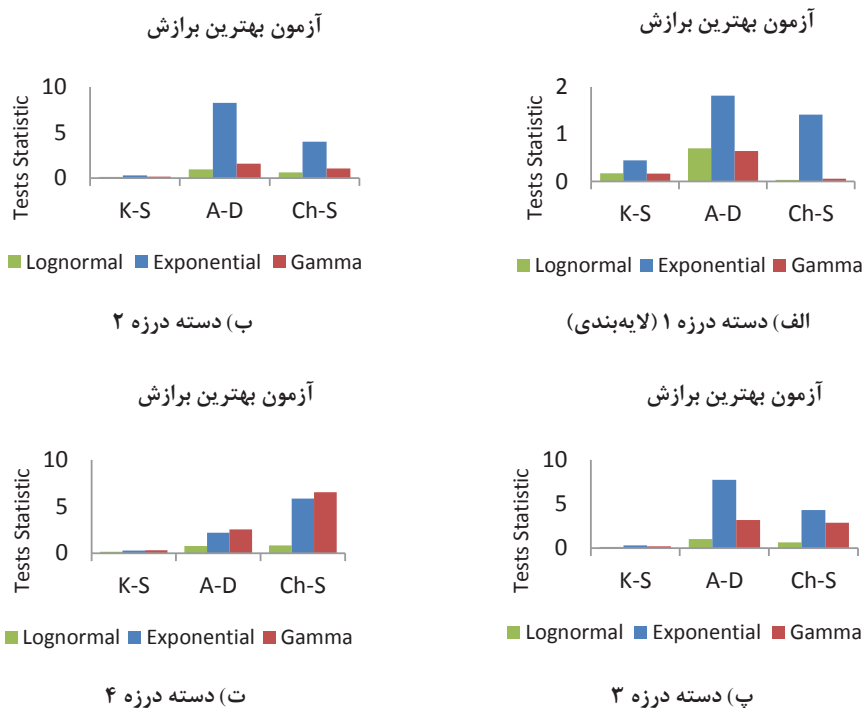 آزمون بهترین برازش
2
1
0
Tests Statistic
K-S A-D Ch-S
Lognormal Exponential Gamma
الف) دسته درزه ۱ (لایه‌بندی)
آزمون بهترین برازش
10
5
0
Tests Statistic
K-S A-D Ch-S
Lognormal Exponential Gamma
ب) دسته درزه ۲
آزمون بهترین برازش
10
5
0
Tests Statistic
K-S A-D Ch-S
Lognormal Exponential Gamma
پ) دسته درزه ۳
آزمون بهترین برازش
10
5
0
Tests Statistic
K-S A-D Ch-S
Lognormal Exponential Gamma
ت) دسته درزه ۴